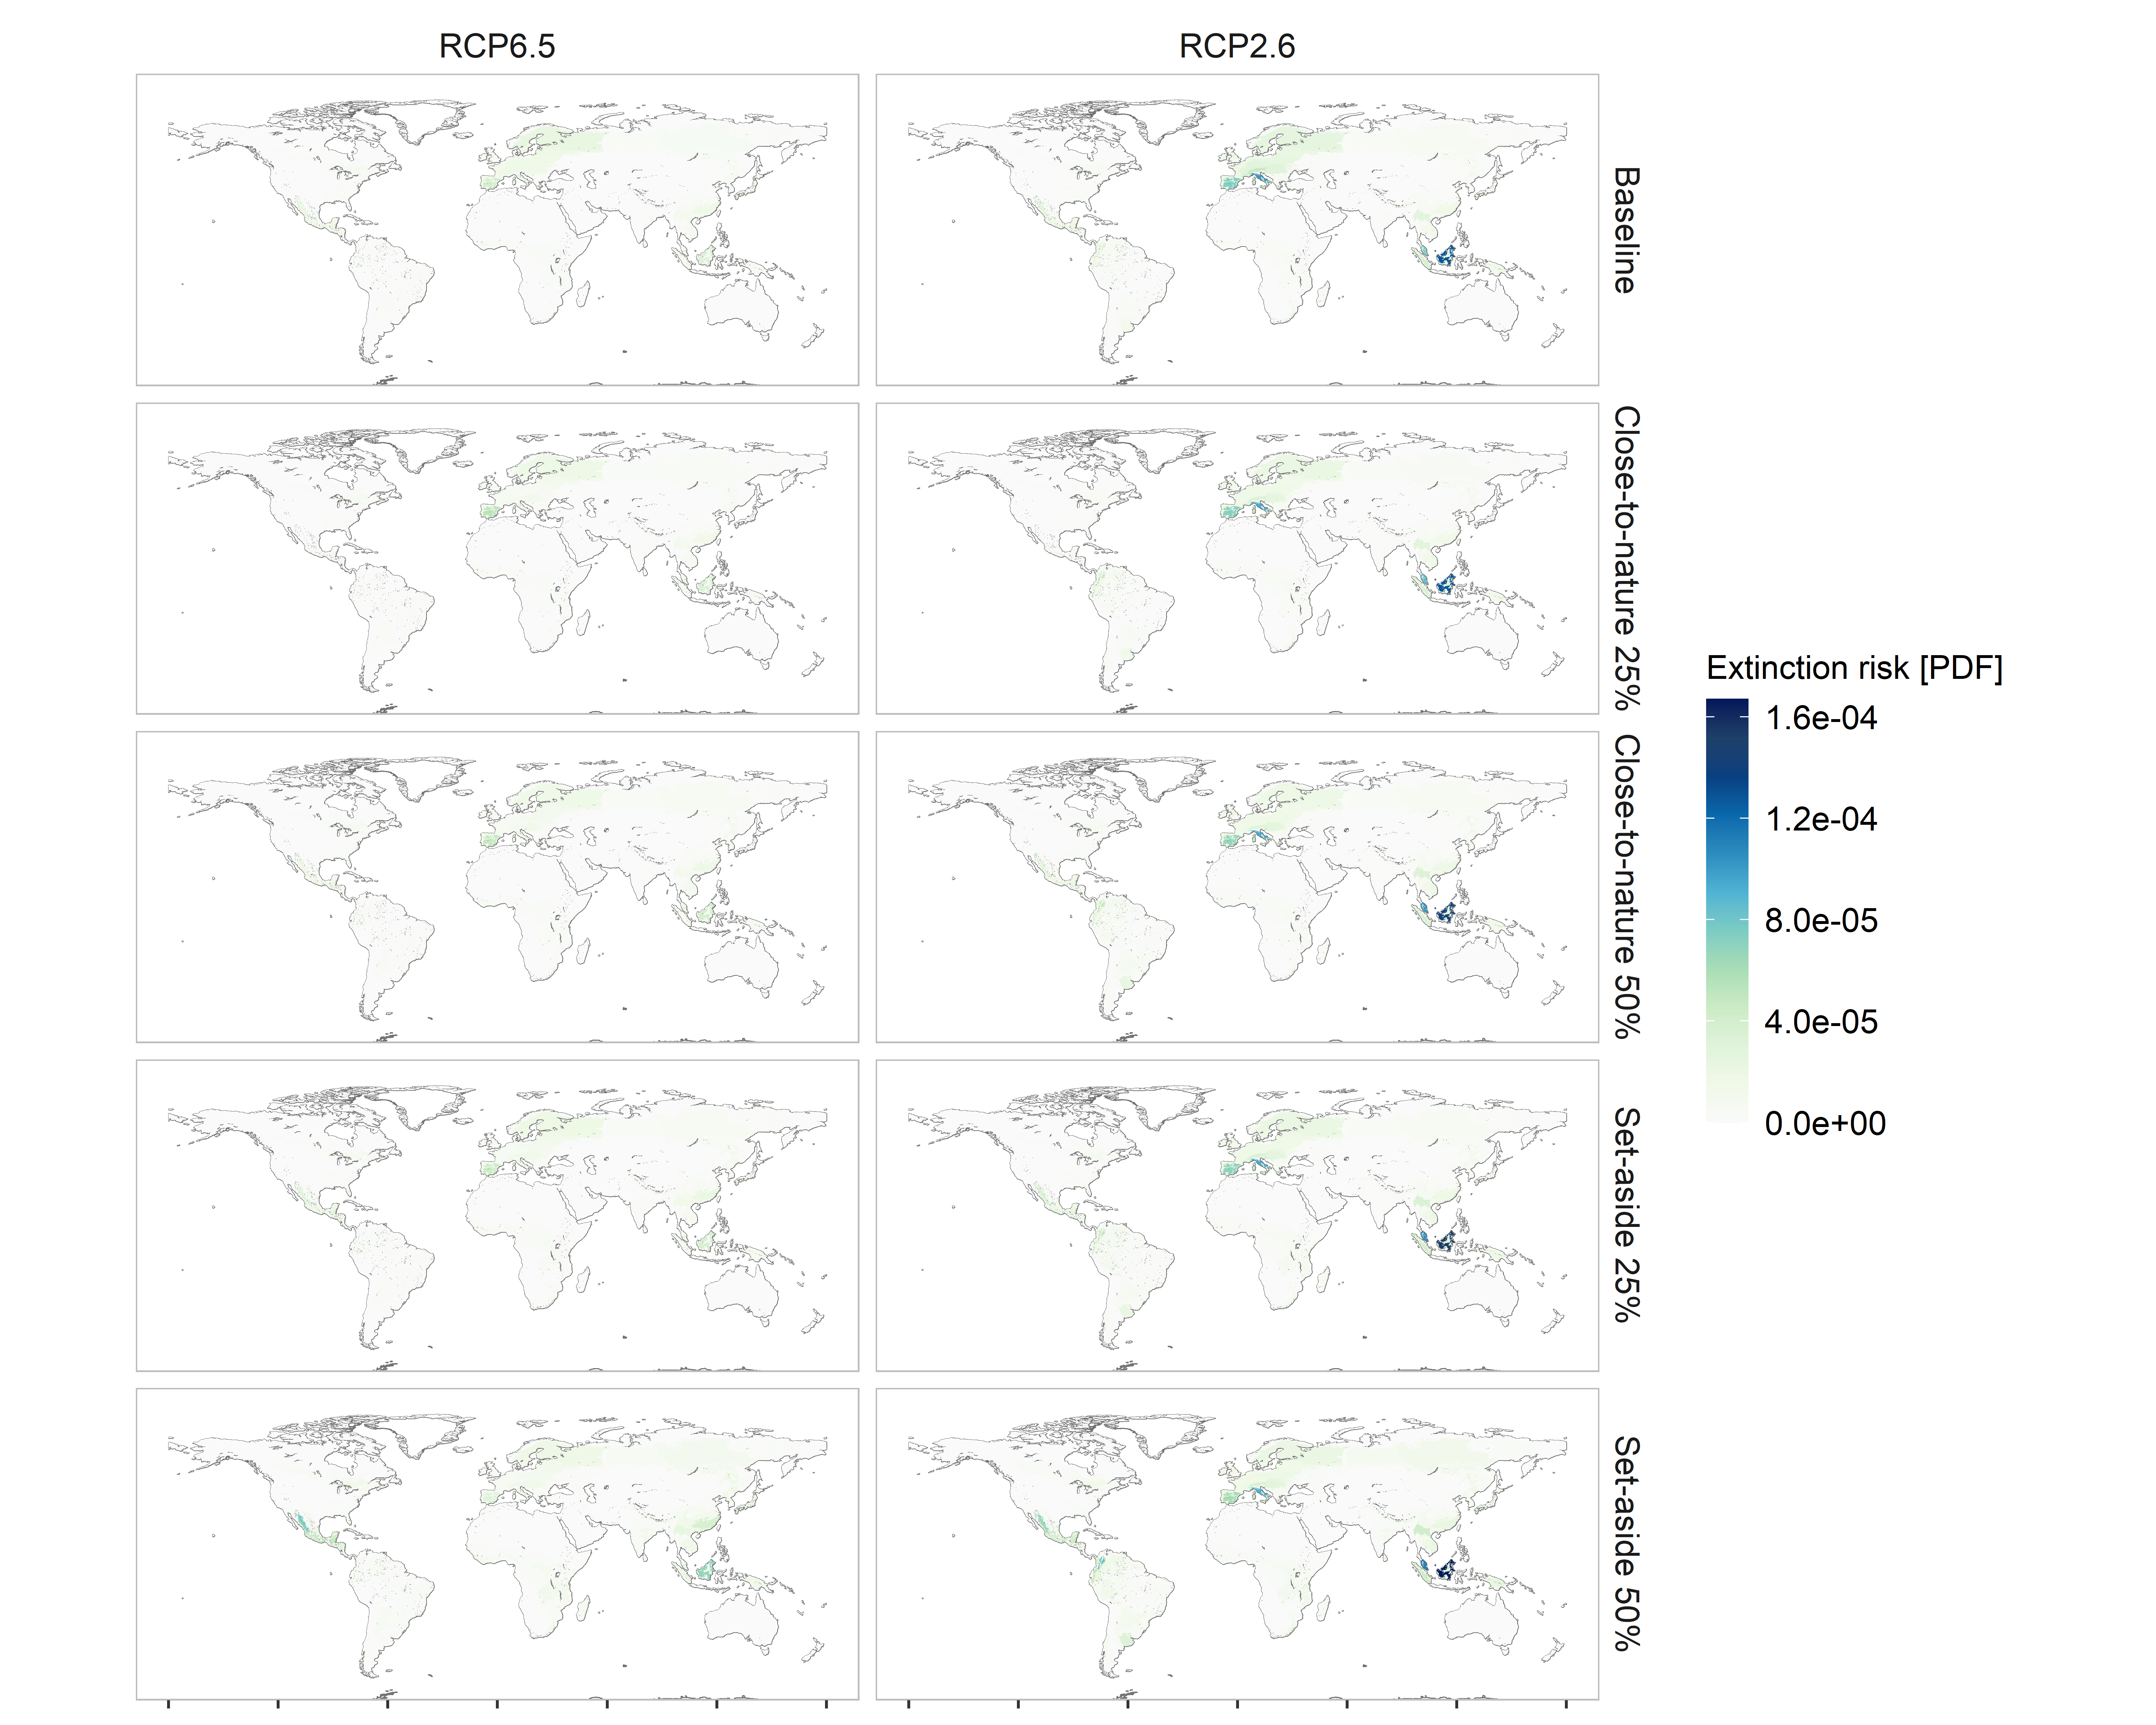 RCP6.5
RCP2.6
Baseline
Close-to-nature 25%
Close-to-nature 50%
Set-aside 25%
Set-aside 50%
Extinction risk [PDF]
1.6e-04
1.2e-04
8.0e-05
4.0e-05
0.0e+00